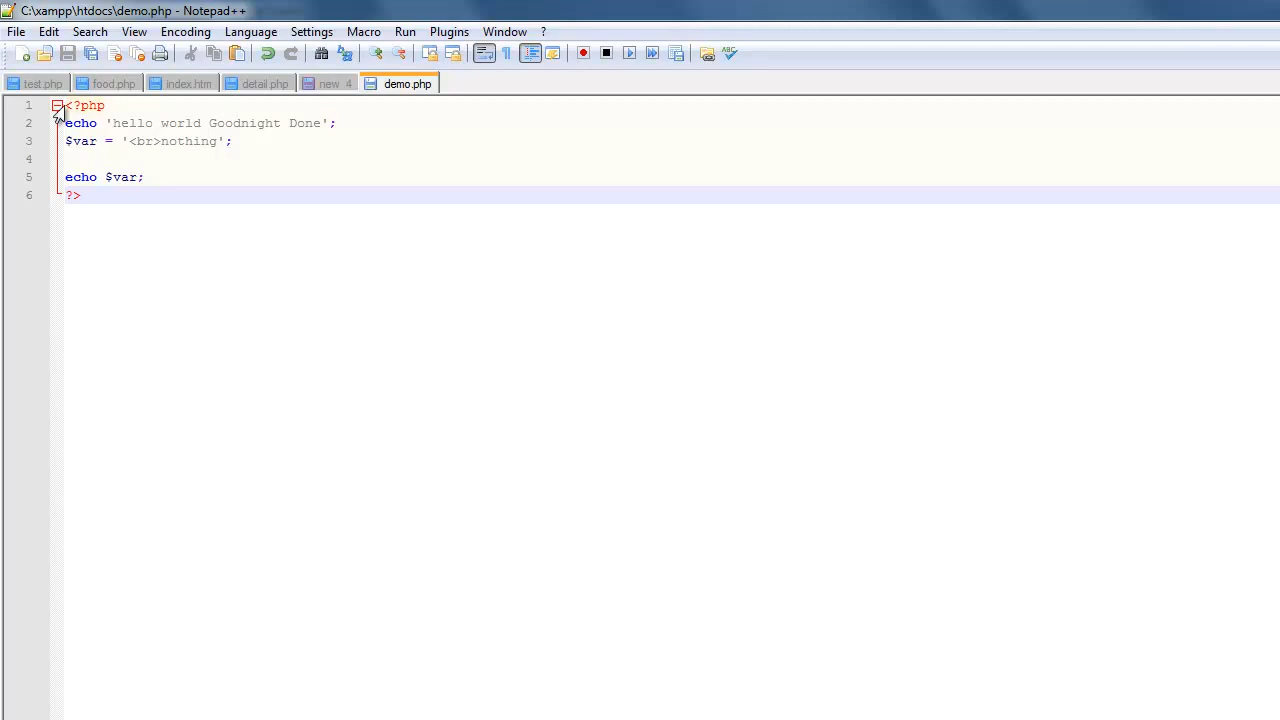 C:\xampp\htdocs\demo.php - Notepad++
File Edit Search View Encoding Language Settings Macro Run Plugins Window ?
ABC
test.php food.php index.htm detail.php new 4 demo.php
1 <?php
2 echo 'hello world Goodnight Done';
3 $var = '<br>nothing';
4
5 echo $var;
6 ?>